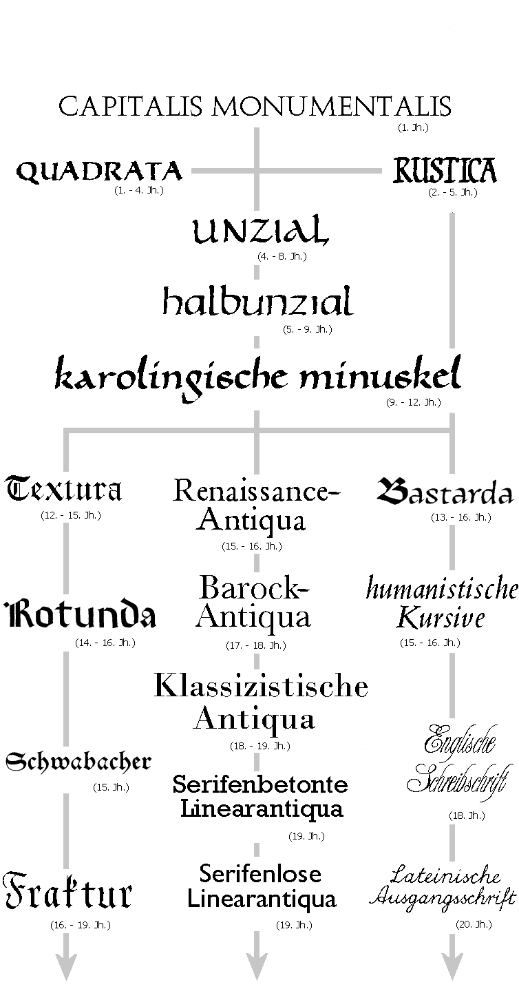 CAPITALIS MONUMENTALIS
(1. Jh.)
QUADRATA
(1. - 4. Jh.)
RUSTICA
(2. - 5. Jh.)
UNZIAL
(4. - 8. Jh.)
halbunzial
(5. - 9. Jh.)
karolingische minuskel
(9. - 12. Jh.)
Textura
(12. - 15. Jh.)
Renaissance-
Antiqua
(15. - 16. Jh.)
Bastarda
(13. - 16. Jh.)
Rotunda
(14. - 16. Jh.)
Barock-
Antiqua
(17. - 18. Jh.)
humanistische
Kursive
(15. - 16. Jh.)
Klassizistische
Antiqua
(18. - 19. Jh.)
Schwabacher
(15. Jh.)
Serifenbetonte
Linearantiqua
(19. Jh.)
Englische
Schreibschrift
(18. Jh.)
Fraktur
(16. - 19. Jh.)
Serifenlose
Linearantiqua
(19. Jh.)
Lateinische
Ausgangsschrift
(20. Jh.)